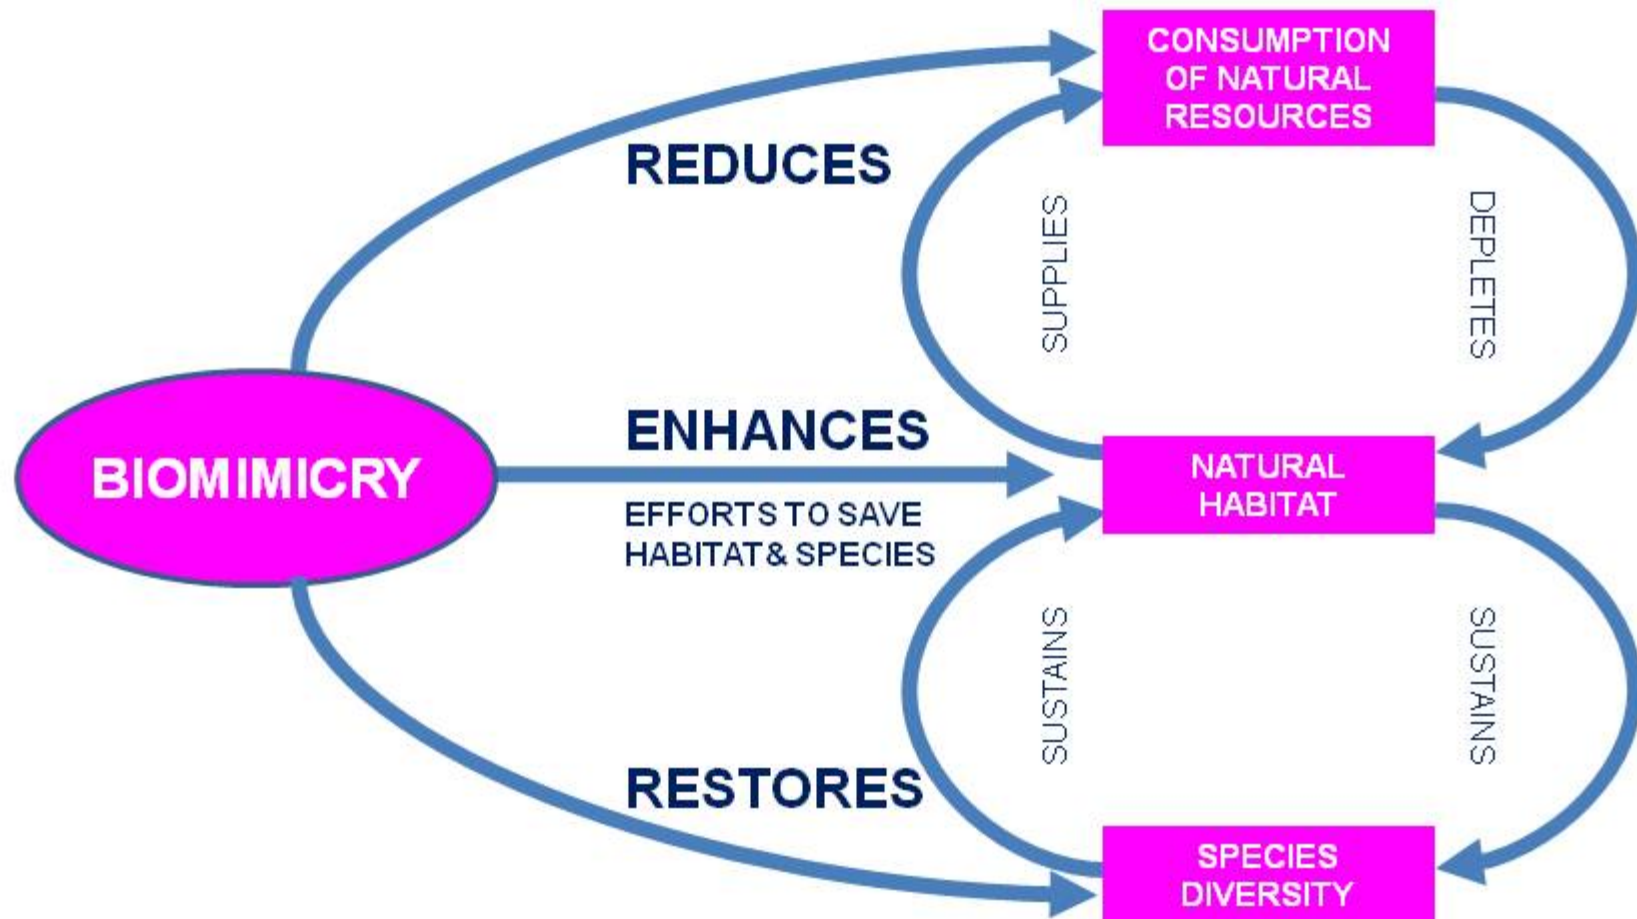 CONSUMPTION
OF NATURAL
RESOURCES
REDUCES
SUPPLIES
DEPLETES
BIOMIMICRY
ENHANCES
EFFORTS TO SAVE
HABITAT & SPECIES
NATURAL
HABITAT
SUSTAINS
SUSTAINS
RESTORES
SPECIES
DIVERSITY